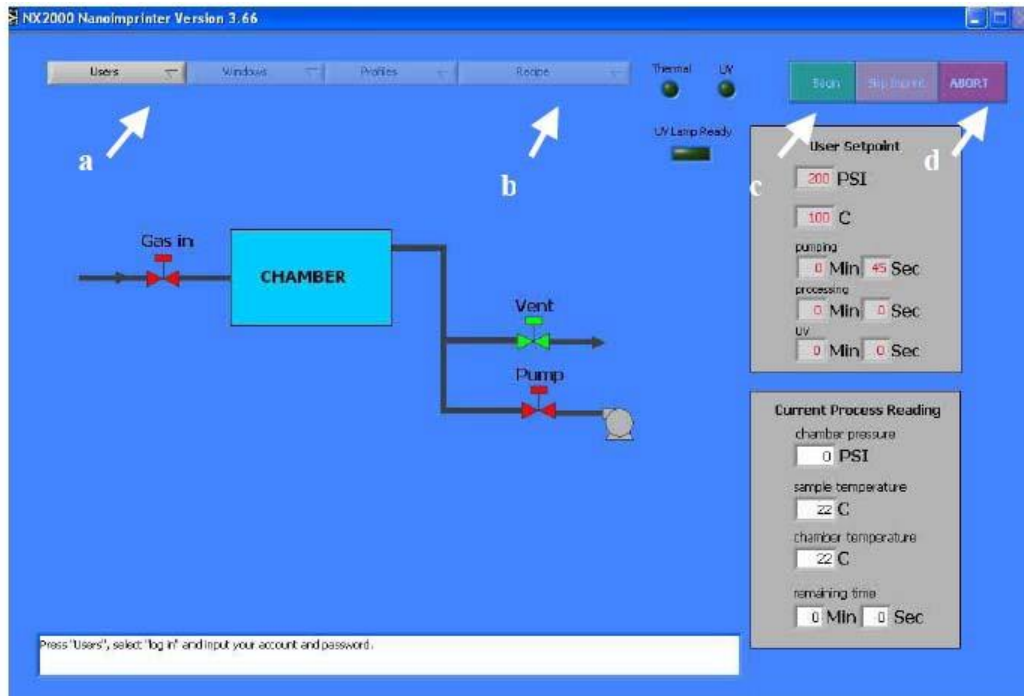 NX2000 Nanoimprinter Version 3.66
Users Windows Profiles Recipe
Thermal UV
Begin Skip Imprint ABORT
UV Lamp Ready
a
b
c
d
User Setpoint
200 PSI
100 C
pumping
0 Min 45 Sec
processing
0 Min 0 Sec
UV
0 Min 0 Sec
Gas in
CHAMBER
Vent
Pump
Current Process Reading
chamber pressure
0 PSI
sample temperature
22 C
chamber temperature
22 C
remaining time
0 Min 0 Sec
Press "Users", select "log in" and input your account and password.